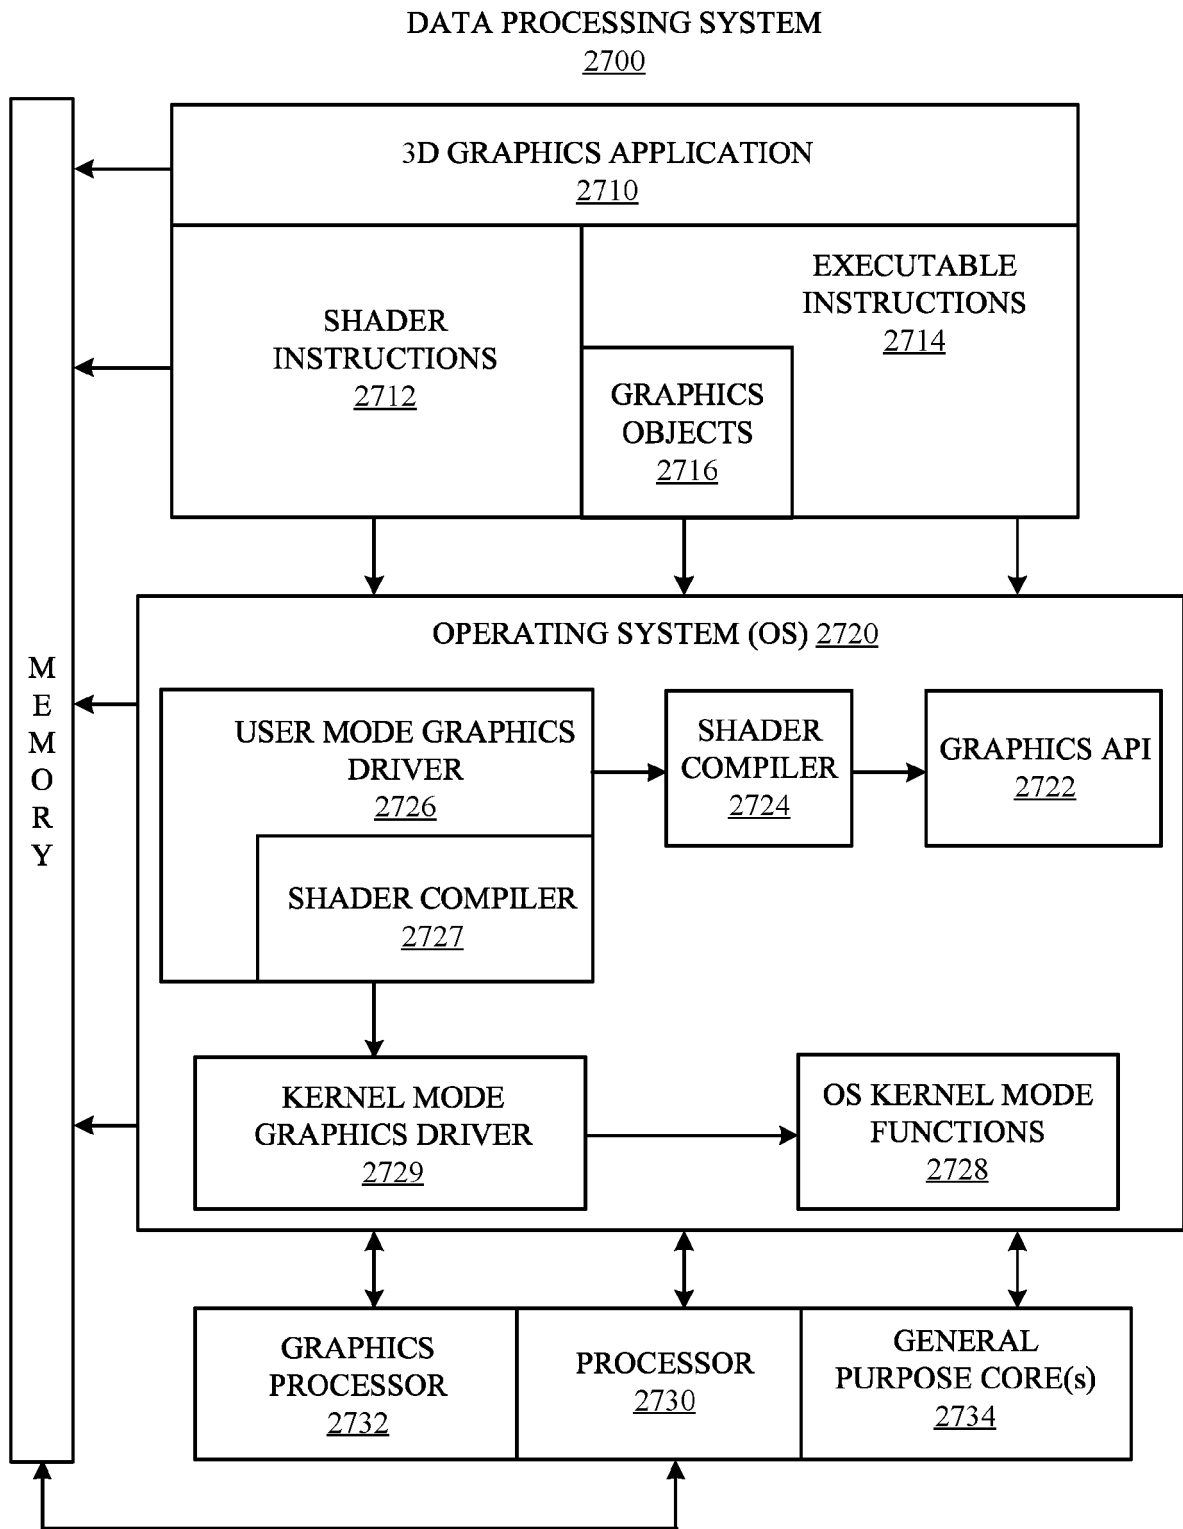 DATA PROCESSING SYSTEM
2700
3D GRAPHICS APPLICATION
2710
SHADER
INSTRUCTIONS
2712
EXECUTABLE
INSTRUCTIONS
2714
GRAPHICS
OBJECTS
2716
MEMORY
OPERATING SYSTEM (OS) 2720
USER MODE GRAPHICS
DRIVER
2726
SHADER COMPILER
2727
SHADER
COMPILER
2724
GRAPHICS API
2722
KERNEL MODE
GRAPHICS DRIVER
2729
OS KERNEL MODE
FUNCTIONS
2728
GRAPHICS
PROCESSOR
2732
PROCESSOR
2730
GENERAL
PURPOSE CORE(s)
2734